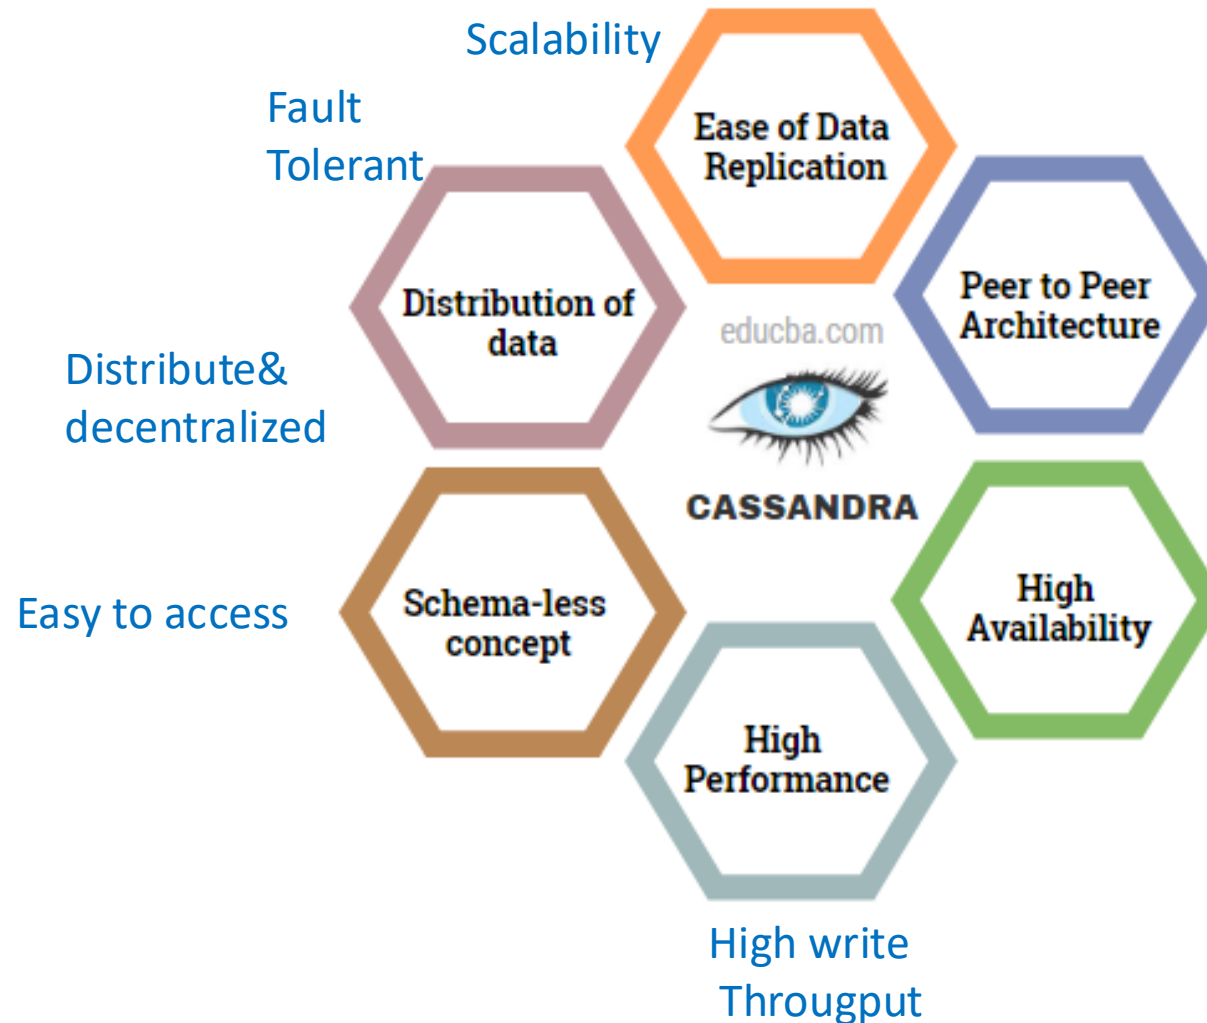 Scalability
Fault
Tolerant
Ease of Data
Replication
Distribution of
data
Peer to Peer
Architecture
educba.com
Distribute&
decentralized
CASSANDRA
Easy to access
Schema-less
concept
High
Availability
High
Performance
High write
Througput